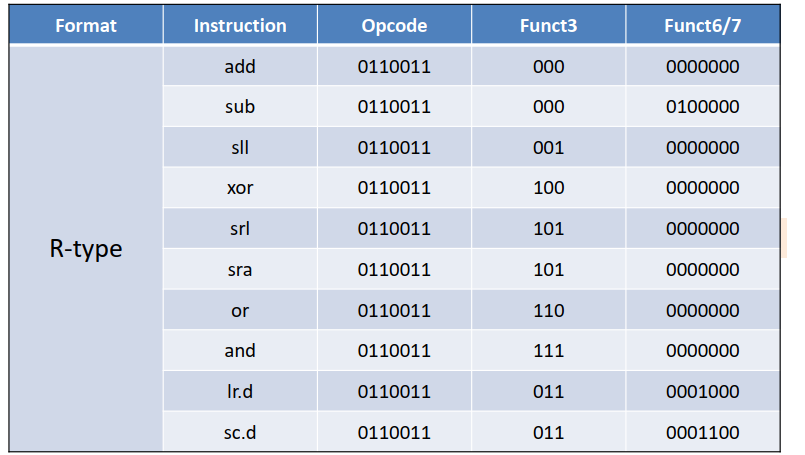 Format Instruction Opcode Funct3 Funct6/7
add 0110011 000 0000000
sub 0110011 000 0100000
sll 0110011 001 0000000
xor 0110011 100 0000000
R-type
srl 0110011 101 0000000
sra 0110011 101 0000000
or 0110011 110 0000000
and 0110011 111 0000000
lr.d 0110011 011 0001000
sc.d 0110011 011 0001100